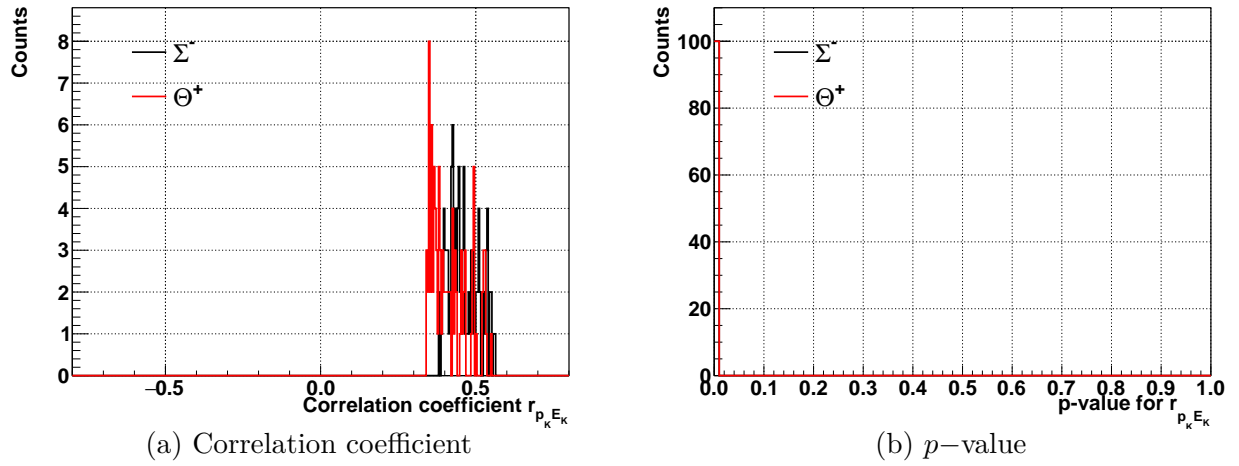 Counts
8
7
6
5
4
3
2
1
0
Σ⁻
Θ⁺
−0.5
0.0
0.5
Correlation coefficient r_{p_K E_K}
(a) Correlation coefficient
Counts
100
80
60
40
20
0
Σ⁻
Θ⁺
0.0
0.1
0.2
0.3
0.4
0.5
0.6
0.7
0.8
0.9
1.0
p-value for r_{p_K E_K}
(b) p−value